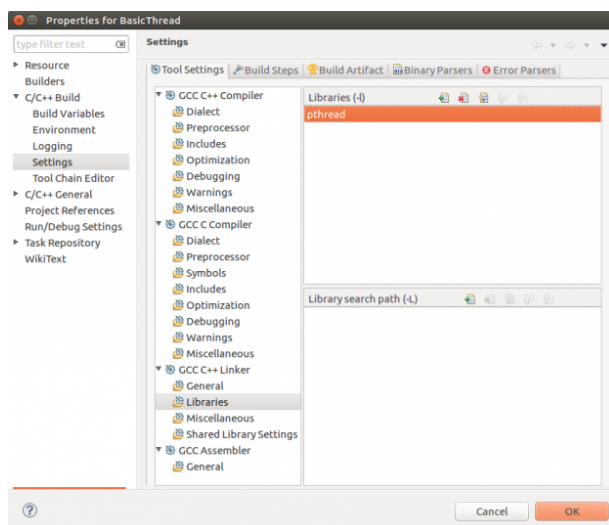 Properties for BasicThread
type filter text
Resource
Builders
C/C++ Build
Build Variables
Environment
Logging
Settings
Tool Chain Editor
C/C++ General
Project References
Run/Debug Settings
Task Repository
WikiText
Settings
Tool Settings Build Steps Build Artifact Binary Parsers Error Parsers
GCC C++ Compiler
Dialect
Preprocessor
Includes
Optimization
Debugging
Warnings
Miscellaneous
GCC C Compiler
Dialect
Preprocessor
Symbols
Includes
Optimization
Debugging
Warnings
Miscellaneous
GCC C++ Linker
General
Libraries
Miscellaneous
Shared Library Settings
GCC Assembler
General
Libraries (-l)
pthread
Library search path (-L)
? Cancel OK